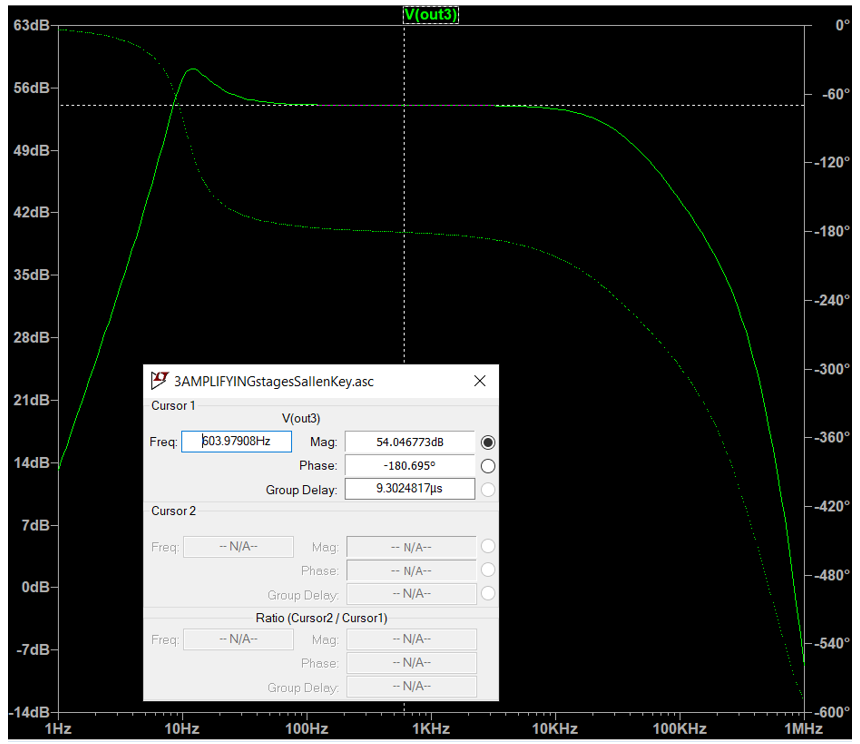 V(out3)
63dB
56dB
49dB
42dB
35dB
28dB
21dB
14dB
7dB
0dB
-7dB
-14dB
0°
-60°
-120°
-180°
-240°
-300°
-360°
-420°
-480°
-540°
-600°
1Hz 10Hz 100Hz 1KHz 10KHz 100KHz 1MHz
3AMPLIFYINGstagesSallenKey.asc
Cursor 1
V(out3)
Freq: 603.97908Hz Mag: 54.046773dB
Phase: -180.695°
Group Delay: 9.3024817µs
Cursor 2
Freq: -- N/A-- Mag: -- N/A--
Phase: -- N/A--
Group Delay: -- N/A--
Ratio (Cursor2 / Cursor1)
Freq: -- N/A-- Mag: -- N/A--
Phase: -- N/A--
Group Delay: -- N/A--